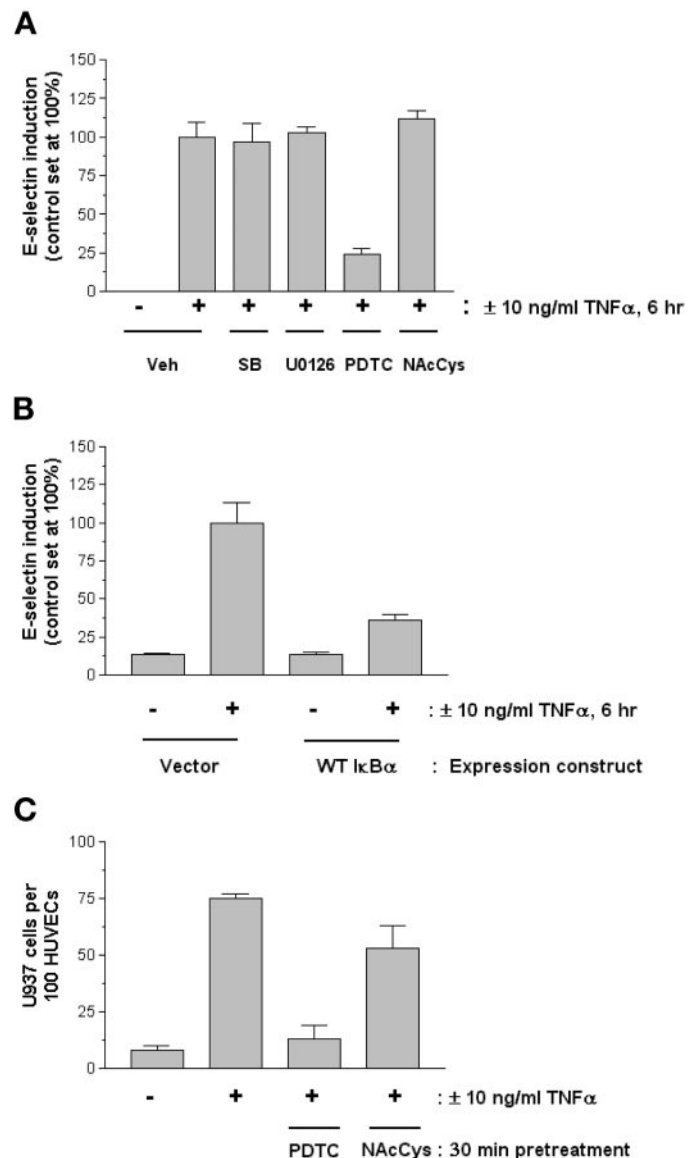 A
E-selectin induction
(control set at 100%)
150
125
100
75
50
25
0
- + + + + + : ± 10 ng/ml TNFα, 6 hr
Veh SB U0126 PDTC NAcCys
B
E-selectin induction
(control set at 100%)
150
125
100
75
50
25
0
- + - + : ± 10 ng/ml TNFα, 6 hr
Vector WT IκBα : Expression construct
C
U937 cells per
100 HUVECs
100
75
50
25
0
- + + + : ± 10 ng/ml TNFα
PDTC NAcCys : 30 min pretreatment